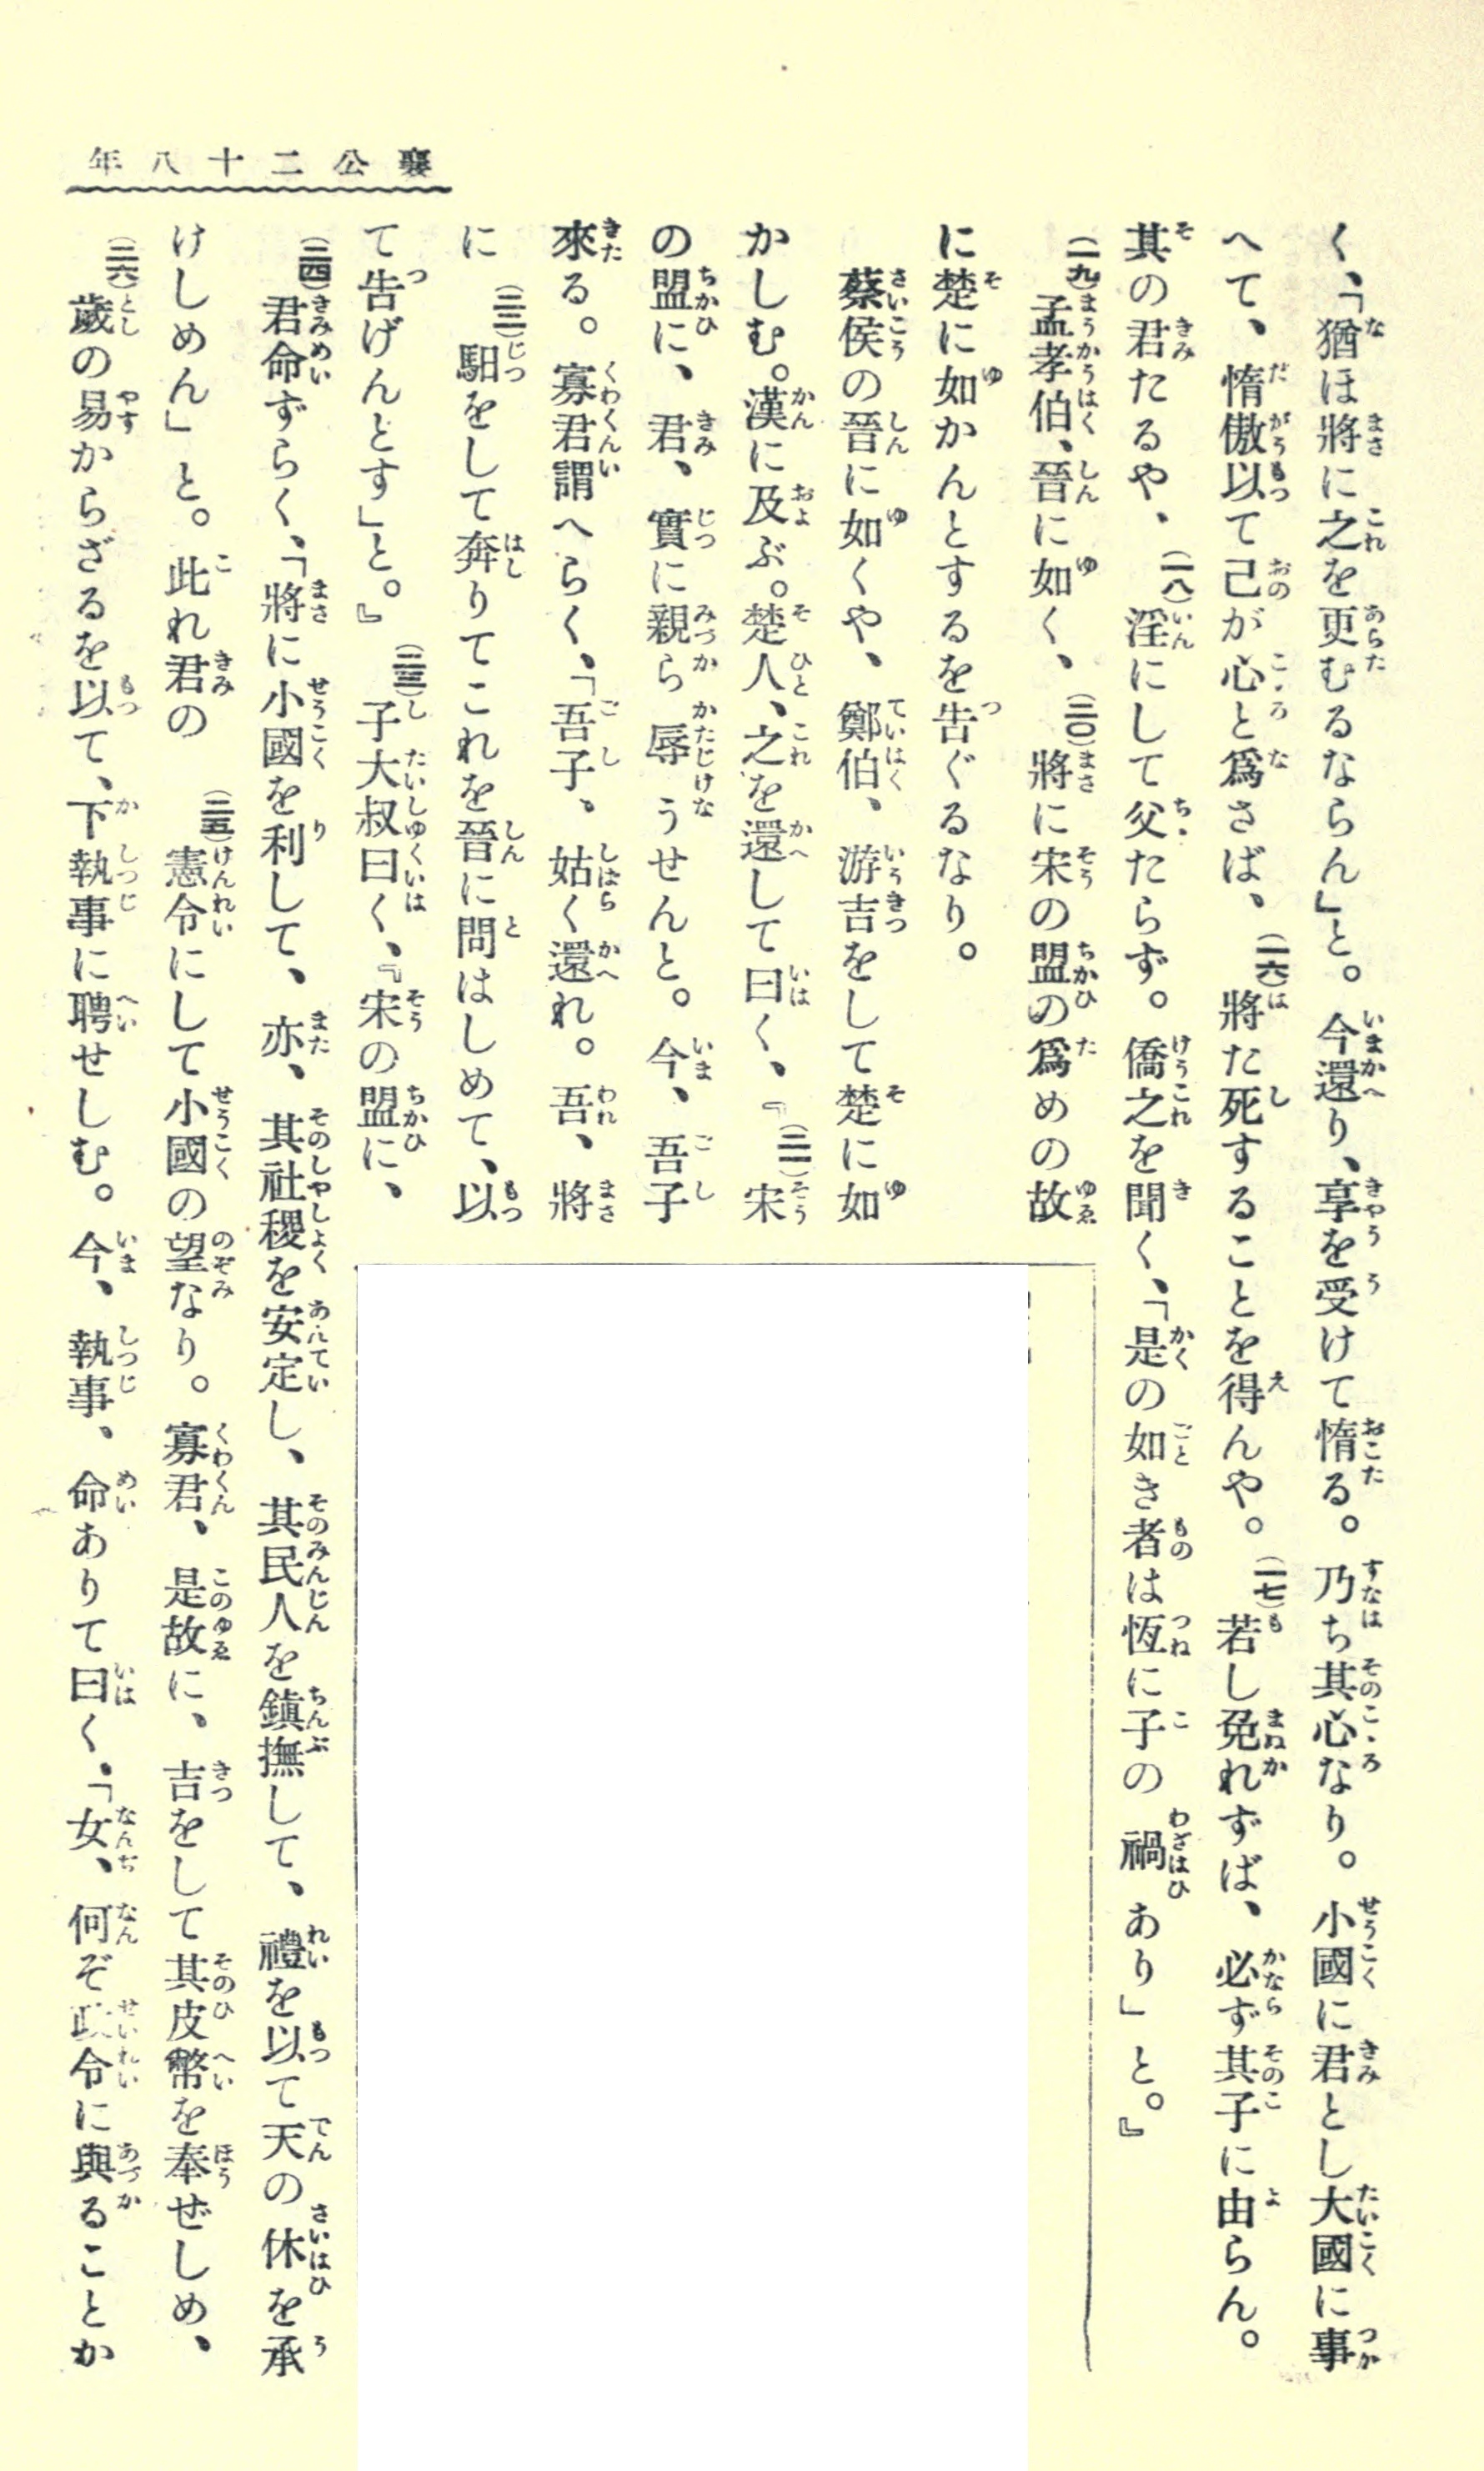 襄公二十八年
く、「猶ほ將に之を更むるならん」と。今還り、享を受けて惰る。乃ち其心なり。小國に君とし大國に事
へて、惰傲以て己が心と爲さば、(一六)將た死することを得んや。(一七)若し免れずば、必ず其子に由らん。
其の君たるや、(一八)淫にして父たらず。僑之を聞く、「是の如き者は恆に子の禍あり」と。』
(一九)孟孝伯、晉に如く、(二〇)將に宋の盟の爲めの故
に楚に如かんとするを告ぐるなり。
蔡侯の晉に如くや、鄭伯、游吉をして楚に如
かしむ。漢に及ぶ。楚人、之を還して曰く、『(二一)宋
の盟に、君、實に親ら辱うせんと。今、吾子
來る。寡君謂へらく、「吾子、姑く還れ。吾、將
に(二二)馹をして奔りてこれを晉に問はしめて、以
て告げんとす」と。』(二三)子大叔曰く、『宋の盟に、
(二四)君命ずらく、「將に小國を利して、亦、其社稷を安定し、其民人を鎭撫して、禮を以て天の休を承
けしめん」と。此れ君の(二五)憲令にして小國の望なり。寡君、是故に、吉をして其皮幣を奉ぜしめ、
(二六)歲の易からざるを以て、下執事に聘せしむ。今、執事、命ありて曰く、「女、何ぞ政令に與ることか